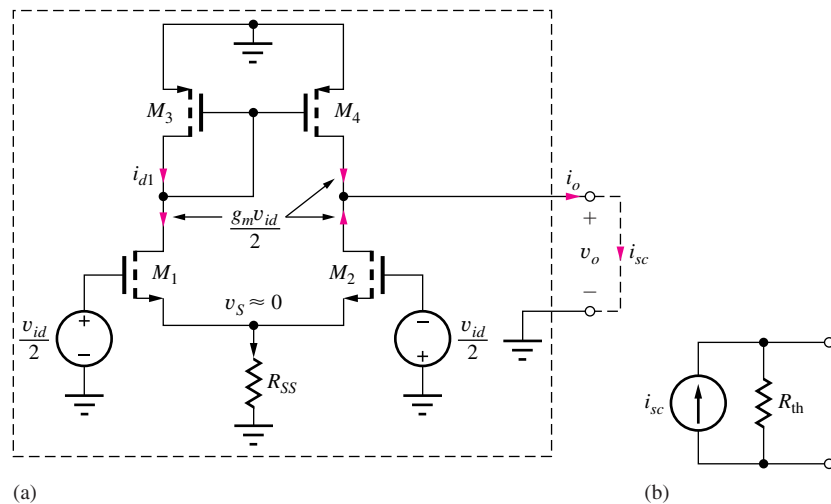 M3
M4
id1
io
+
gmvid
2
vo
isc
M1
M2
−
vid
2
+
−
vS ≈ 0
−
+
vid
2
RSS
isc
Rth
(a)
(b)